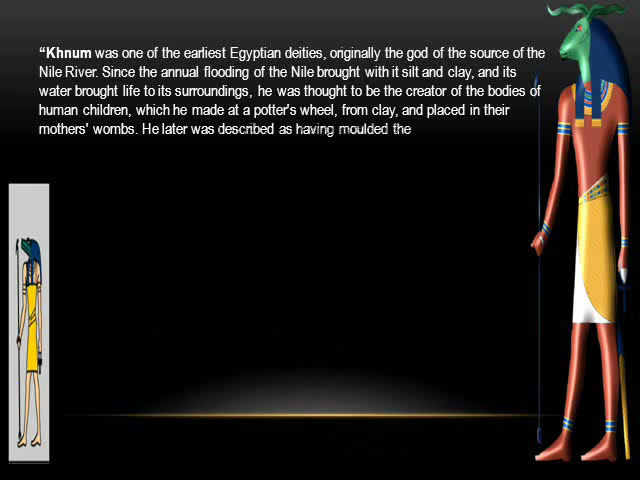 “Khnum was one of the earliest Egyptian deities, originally the god of the source of the
Nile River. Since the annual flooding of the Nile brought with it silt and clay, and its
water brought life to its surroundings, he was thought to be the creator of the bodies of
human children, which he made at a potter's wheel, from clay, and placed in their
mothers' wombs. He later was described as having moulded the